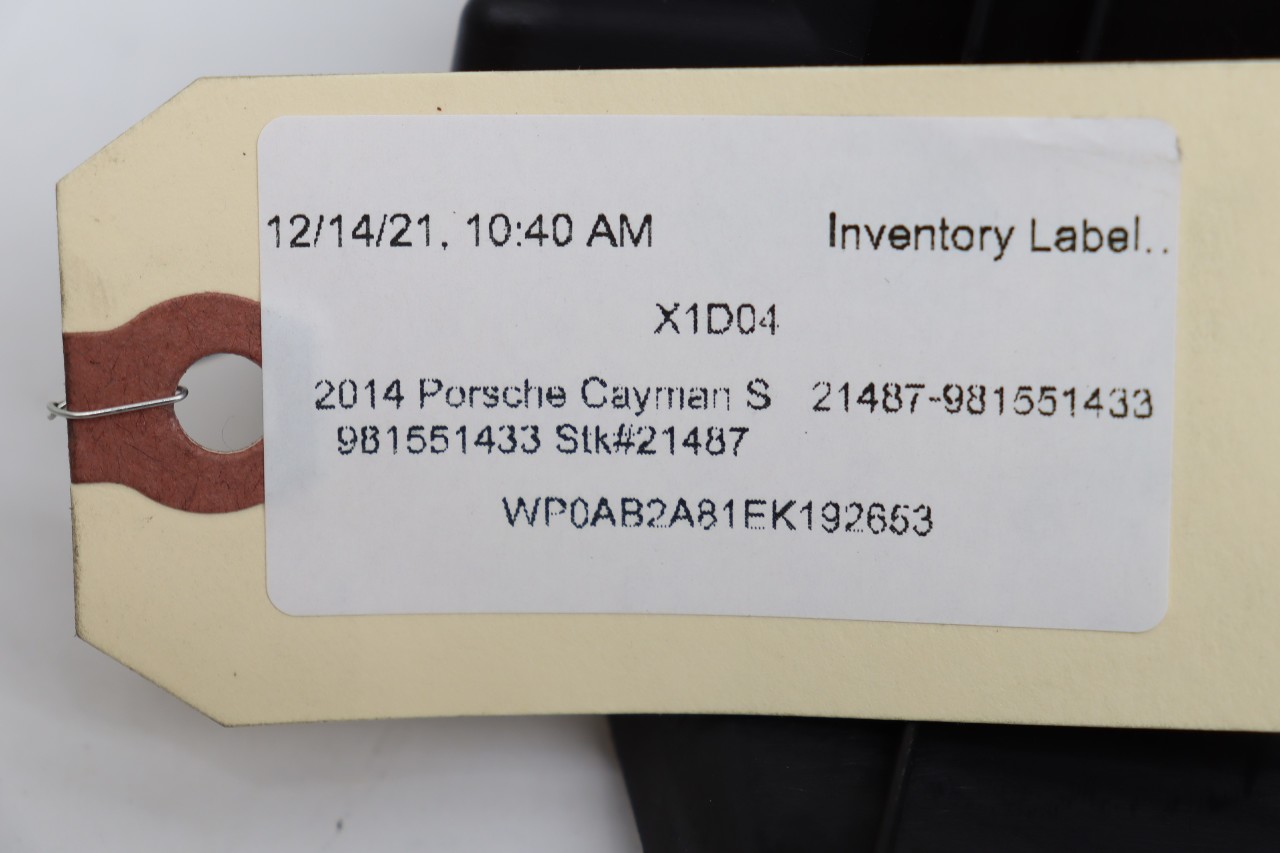 12/14/21, 10:40 AM Inventory Label..
X1D04
2014 Porsche Cayman S 21487-981551433
981551433 Stk#21487
WP0AB2A81EK192653